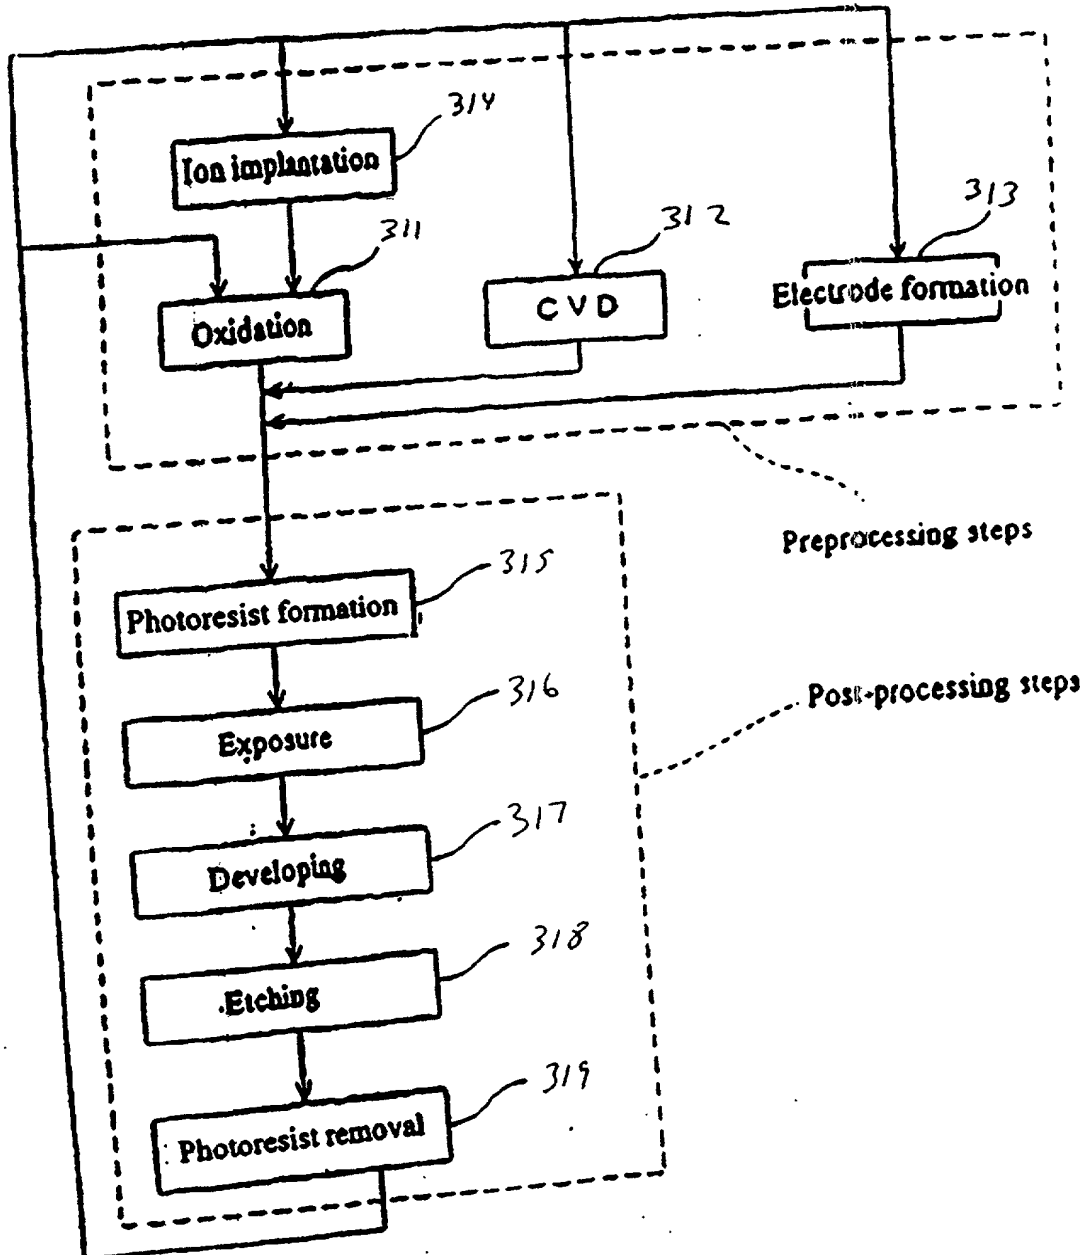 314
Ion implantation
311
312
313
Oxidation
CVD
Electrode formation
Preprocessing steps
315
Photoresist formation
316
Post-processing steps
Exposure
317
Developing
318
Etching
319
Photoresist removal